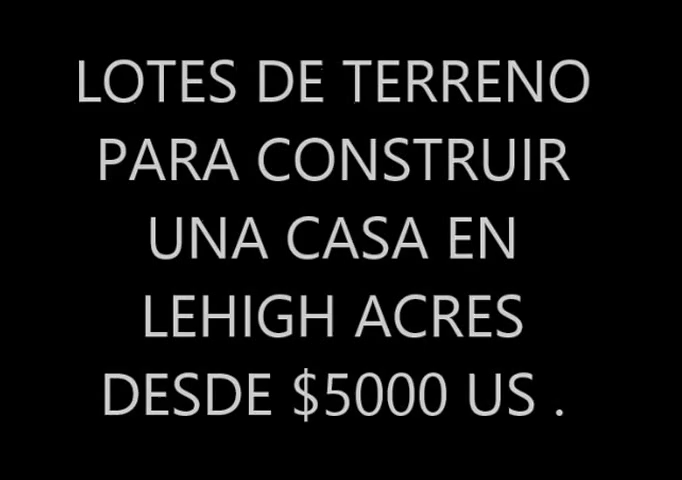 LOTES DE TERRENO
PARA CONSTRUIR
UNA CASA EN
LEHIGH ACRES
DESDE $5000 US .